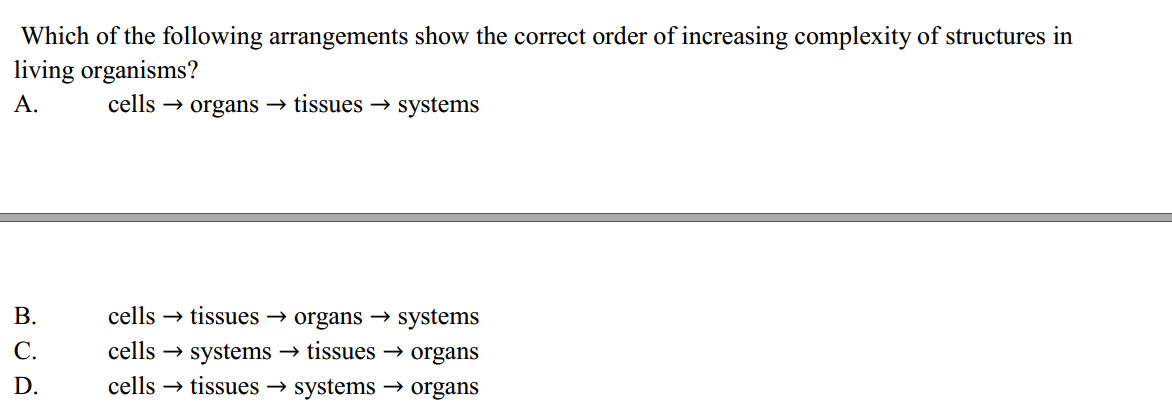 Which of the following arrangements show the correct order of increasing complexity of structures in
living organisms?
A. cells → organs → tissues → systems
B. cells → tissues → organs → systems
C. cells → systems → tissues → organs
D. cells → tissues → systems → organs